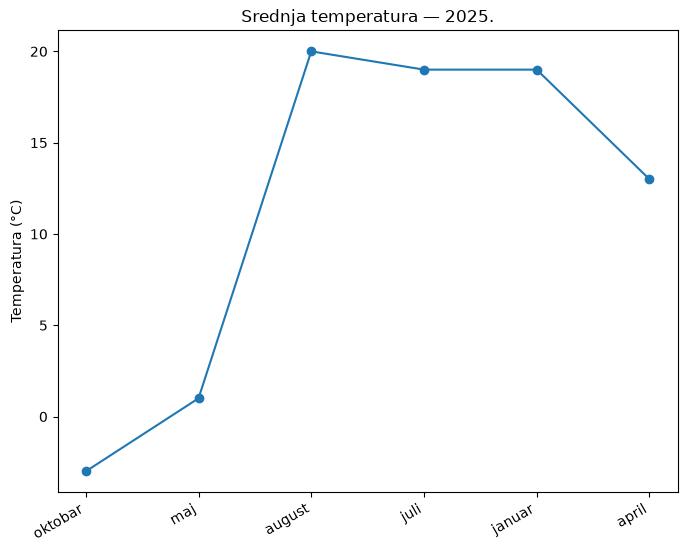 Srednja temperatura — 2025.
Temperatura (°C)
20
15
10
5
0
oktobar
maj
august
juli
januar
april